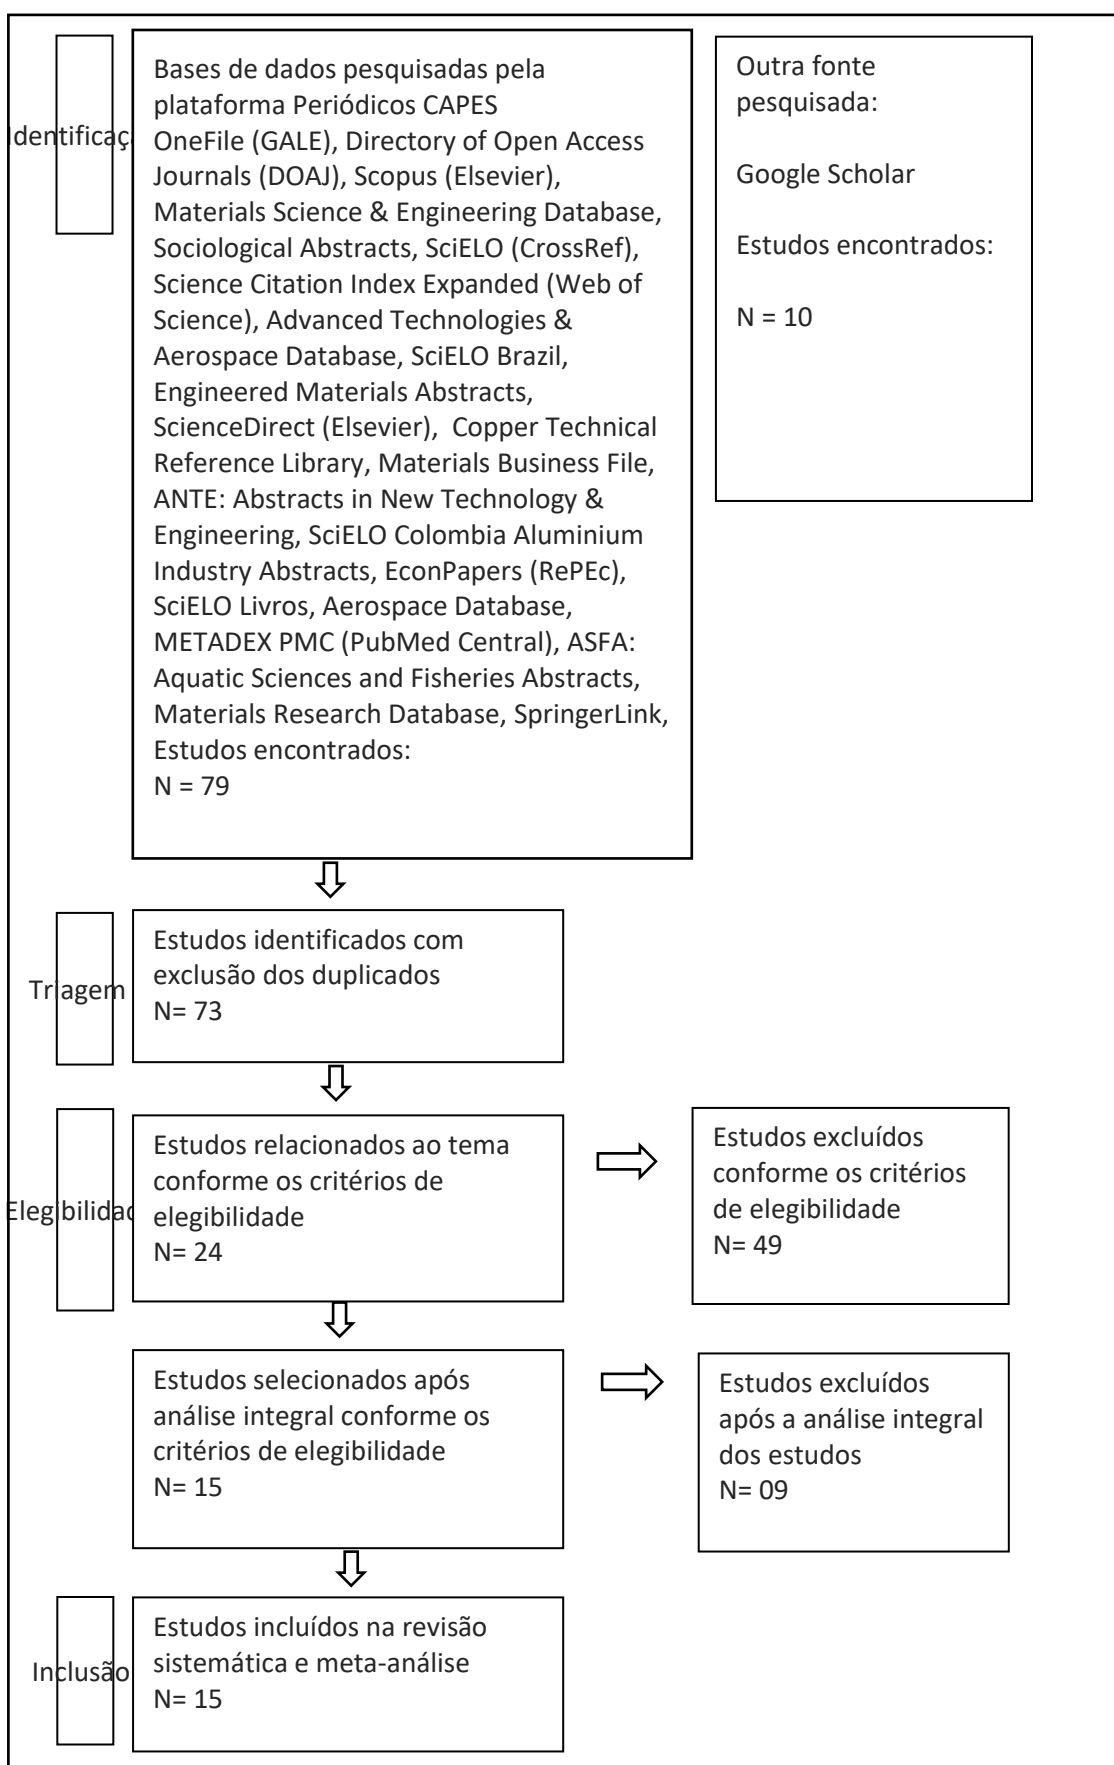 Identificaç
Bases de dados pesquisadas pela
plataforma Periódicos CAPES
OneFile (GALE), Directory of Open Access
Journals (DOAJ), Scopus (Elsevier),
Materials Science & Engineering Database,
Sociological Abstracts, SciELO (CrossRef),
Science Citation Index Expanded (Web of
Science), Advanced Technologies &
Aerospace Database, SciELO Brazil,
Engineered Materials Abstracts,
ScienceDirect (Elsevier), Copper Technical
Reference Library, Materials Business File,
ANTE: Abstracts in New Technology &
Engineering, SciELO Colombia Aluminium
Industry Abstracts, EconPapers (RePEc),
SciELO Livros, Aerospace Database,
METADEX PMC (PubMed Central), ASFA:
Aquatic Sciences and Fisheries Abstracts,
Materials Research Database, SpringerLink,
Estudos encontrados:
N = 79
Outra fonte
pesquisada:
Google Scholar
Estudos encontrados:
N = 10
Triagem
Estudos identificados com
exclusão dos duplicados
N= 73
Elegibilidad
Estudos relacionados ao tema
conforme os critérios de
elegibilidade
N= 24
Estudos excluídos
conforme os critérios
de elegibilidade
N= 49
Estudos selecionados após
análise integral conforme os
critérios de elegibilidade
N= 15
Estudos excluídos
após a análise integral
dos estudos
N= 09
Inclusão
Estudos incluídos na revisão
sistemática e meta-análise
N= 15